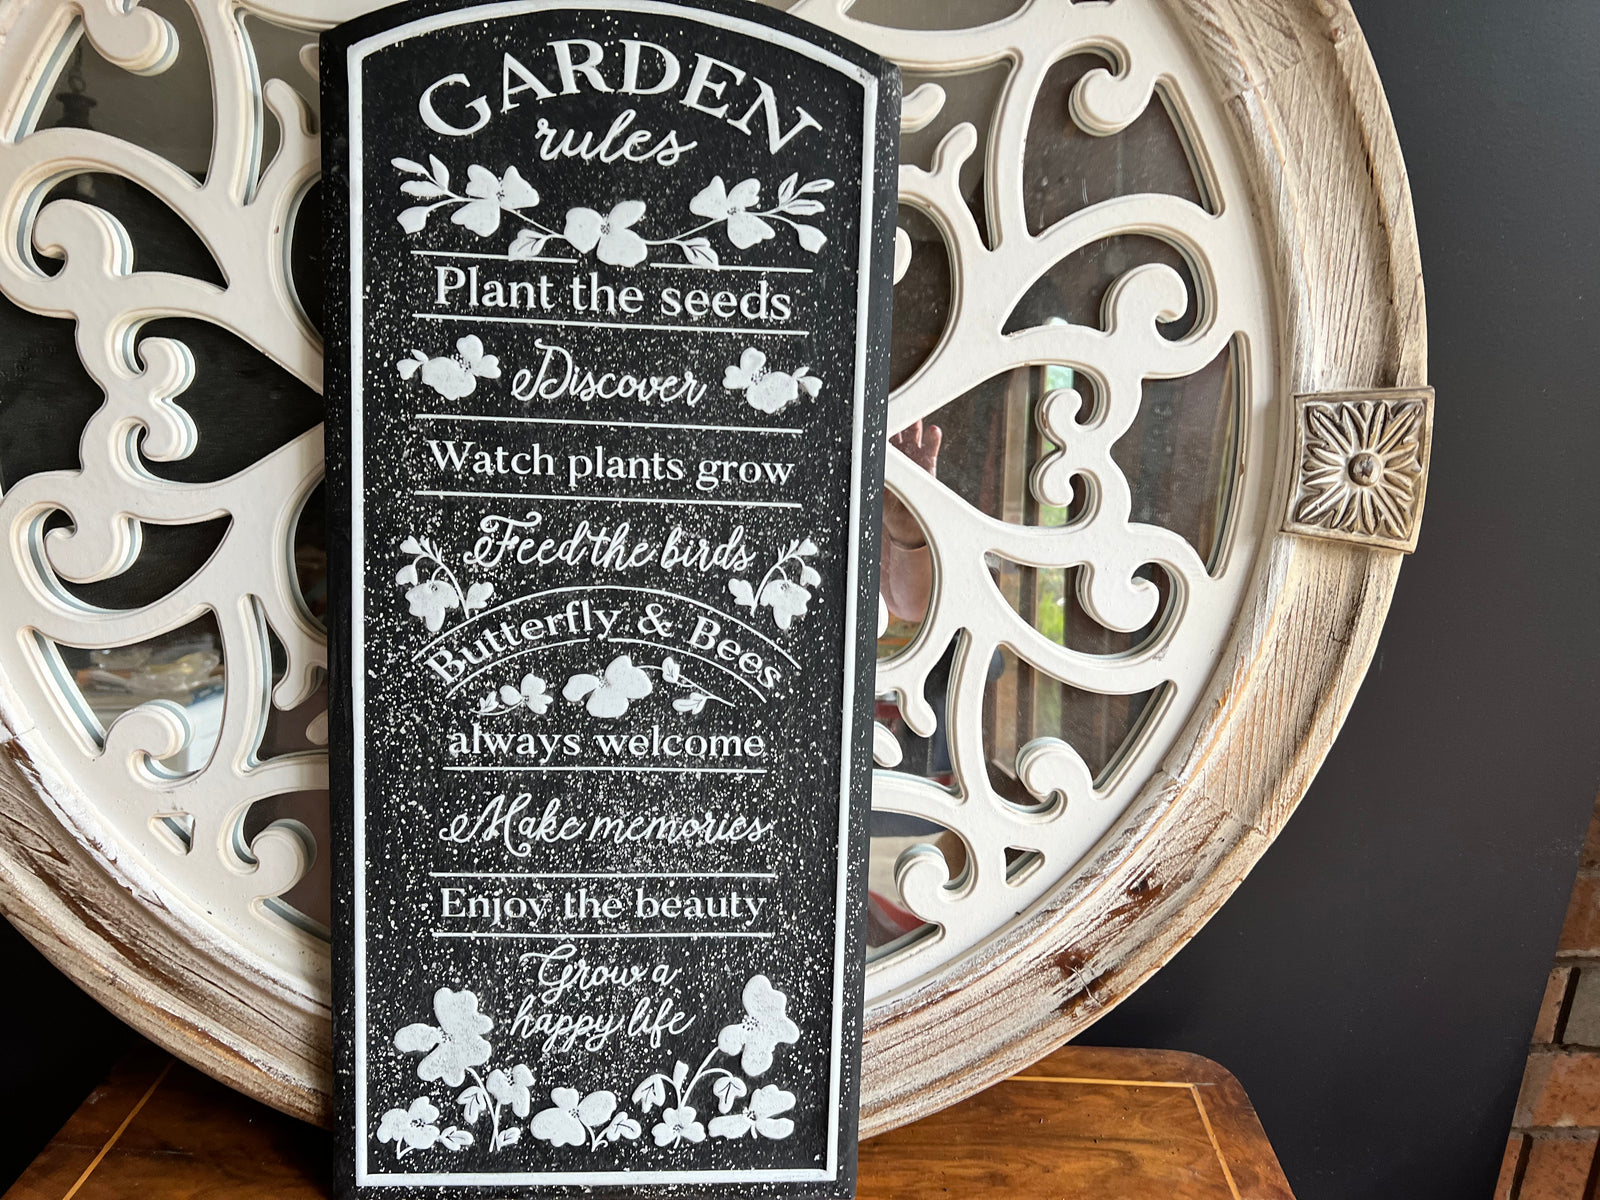 GARDEN
rules
Plant the seeds
Discover
Watch plants grow
Feed the birds
Butterfly & Bees
always welcome
Make memories
Enjoy the beauty
Grow a
happy life